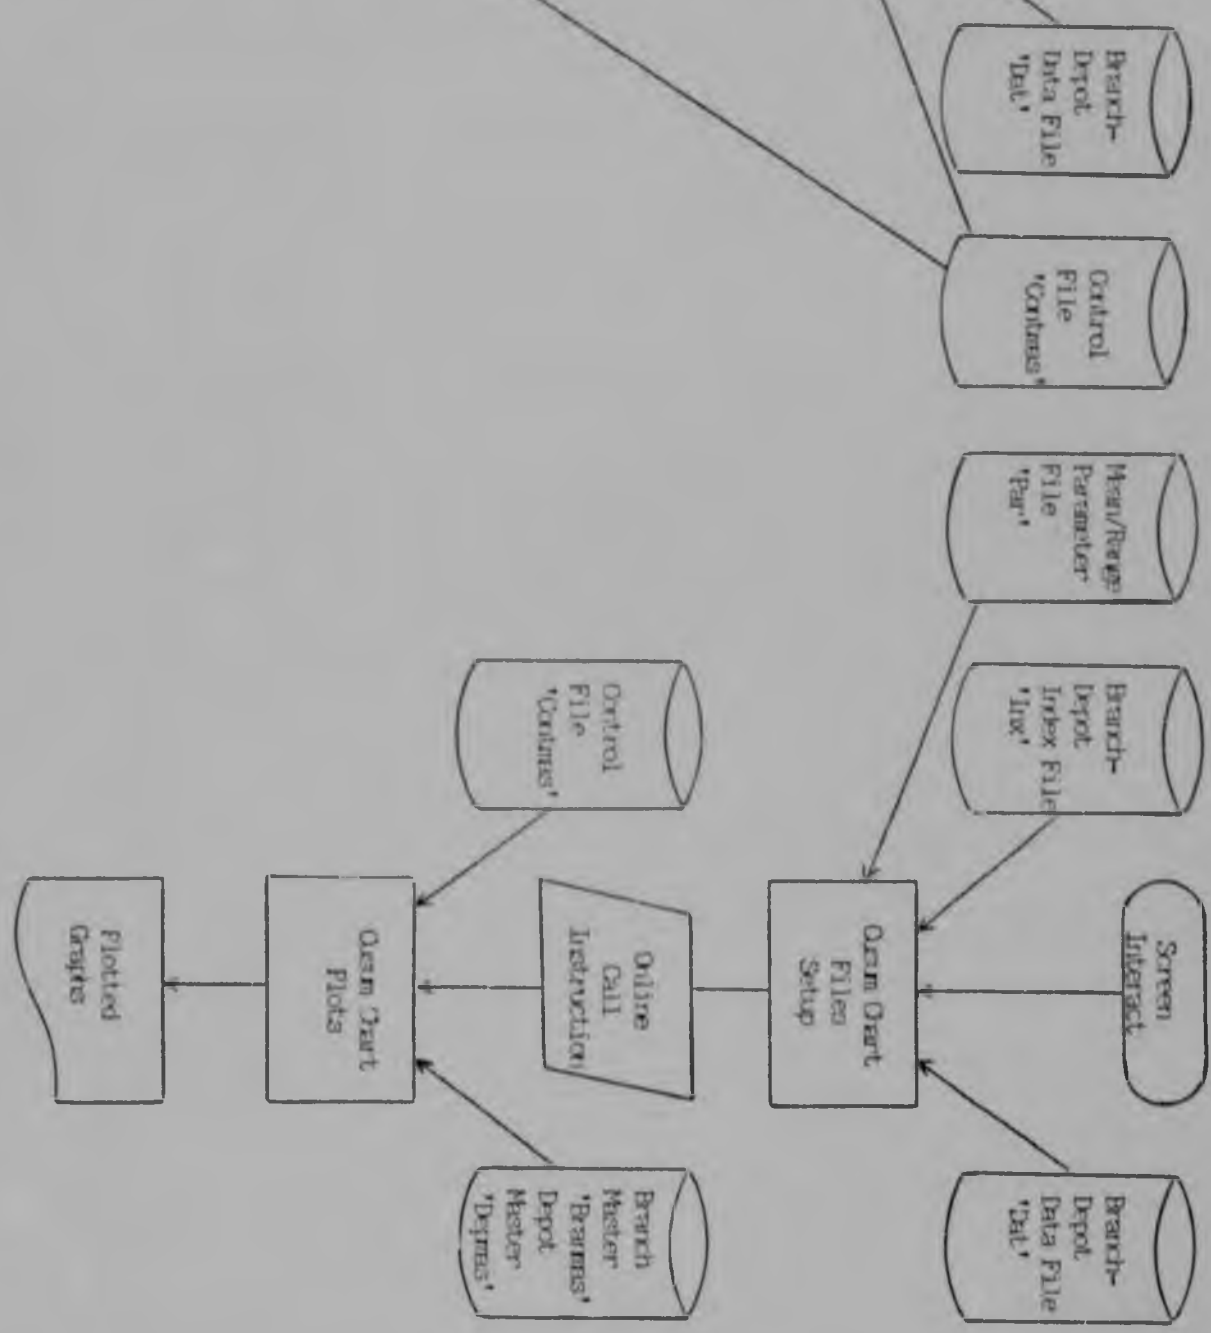 Branch-
Depot
Data File
'Dat'
Control
File
'Contmas'
Mean/Range
Parameter
File
'Par'
Branch-
Depot
Index File
'Inx'
Screen
Interact
Branch-
Depot
Data File
'Dat'
Cusum Chart
Files
Setup
Control
File
'Contmas'
Online
Call
Instruction
Branch
Master
'Branmas'
Depot
Master
'Depmas'
Cusum Chart
Plots
Plotted
Graphs